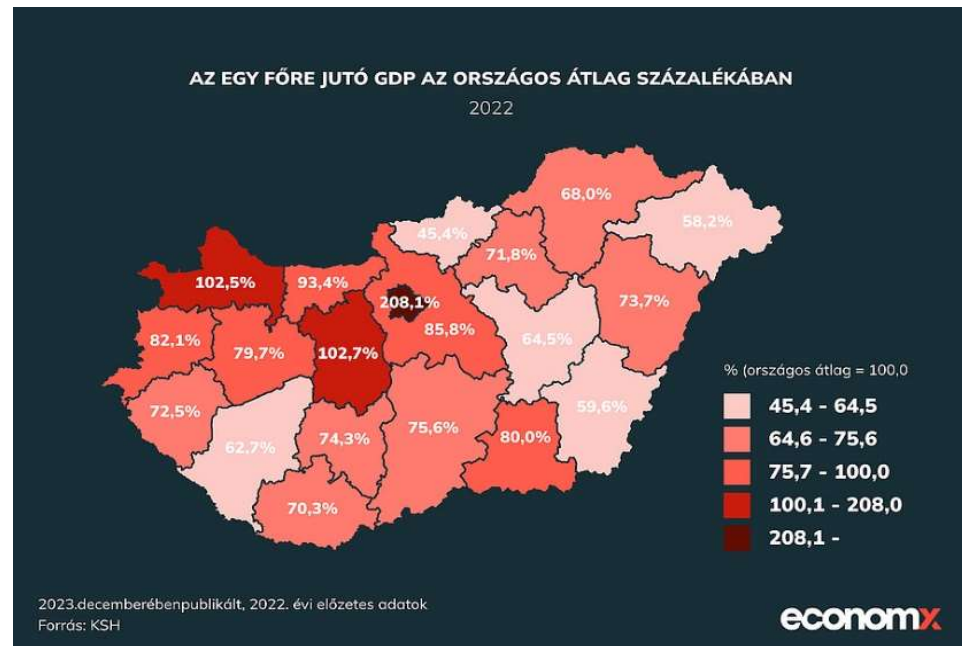 AZ EGY FŐRE JUTÓ GDP AZ ORSZÁGOS ÁTLAG SZÁZALÉKÁBAN
2022
68,0%
58,2%
45,4%
71,8%
102,5%
93,4%
208,1%
73,7%
85,8%
64,5%
82,1%
79,7%
102,7%
% (országos átlag = 100,0
59,6%
45,4 - 64,5
72,5%
75,6%
74,3%
80,0%
64,6 - 75,6
62,7%
75,7 - 100,0
70,3%
100,1 - 208,0
208,1 -
2023.decemberébenpublikált, 2022. évi előzetes adatok
Forrás: KSH
economx